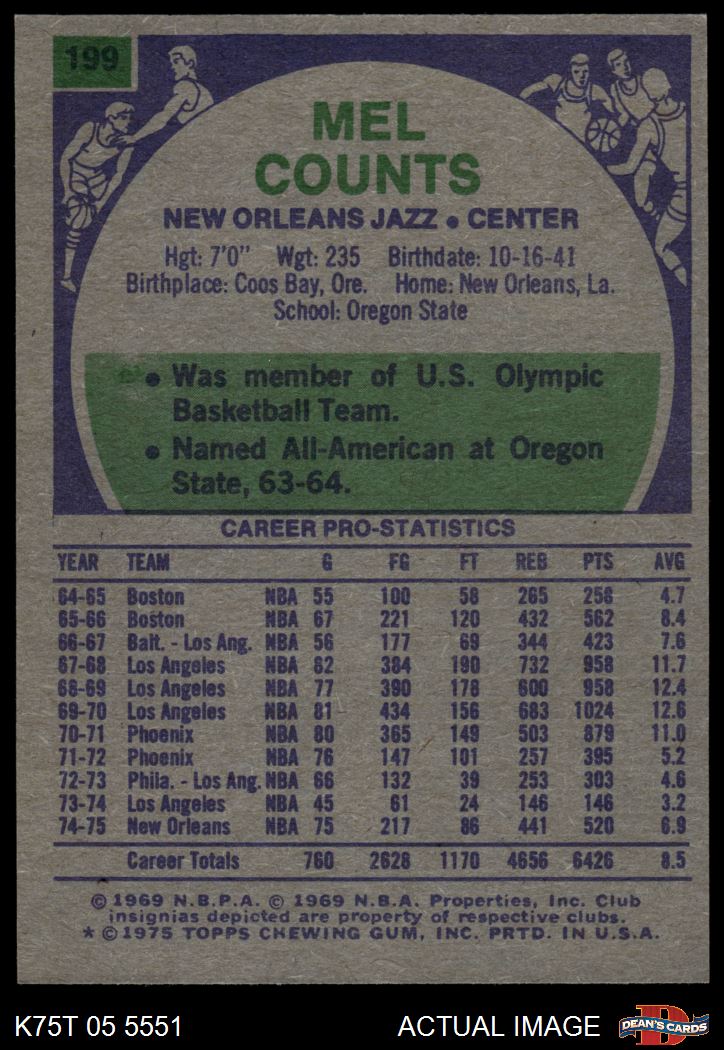 199
MEL
COUNTS
NEW ORLEANS JAZZ • CENTER
Hgt: 7'0" Wgt: 235 Birthdate: 10-16-41
Birthplace: Coos Bay, Ore. Home: New Orleans, La.
School: Oregon State
• Was member of U.S. Olympic
Basketball Team.
• Named All-American at Oregon
State, 63-64.
CAREER PRO-STATISTICS
YEAR TEAM G FG FT REB PTS AVG
64-65 Boston NBA 55 100 58 265 258 4.7
65-66 Boston NBA 67 221 120 432 562 8.4
66-67 Balt. - Los Ang. NBA 56 177 69 344 423 7.6
67-68 Los Angeles NBA 82 384 190 732 958 11.7
68-69 Los Angeles NBA 77 390 178 600 958 12.4
69-70 Los Angeles NBA 81 434 156 683 1024 12.6
70-71 Phoenix NBA 80 365 149 503 879 11.0
71-72 Phoenix NBA 76 147 101 257 395 5.2
72-73 Phila. - Los Ang. NBA 66 132 39 253 303 4.6
73-74 Los Angeles NBA 45 61 24 146 146 3.2
74-75 New Orleans NBA 75 217 86 441 520 6.9
Career Totals 760 2628 1170 4656 6426 8.5
© 1969 N.B.P.A. © 1969 N.B.A. Properties, Inc. Club
insignias depicted are property of respective clubs.
* © 1975 TOPPS CHEWING GUM, INC. PRTD. IN U.S.A.
K75T 05 5551 ACTUAL IMAGE
D
DEAN'S CARDS